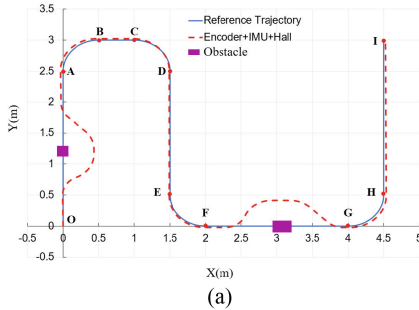 Reference Trajectory
Encoder+IMU+Hall
Obstacle
3.5
3
2.5
2
1.5
1
0.5
0
0.5
Y(m)
B
C
I
A
D
E
H
O
F
G
-0.5
0
0.5
1
1.5
2
2.5
3
3.5
4
4.5
5
X(m)
(a)